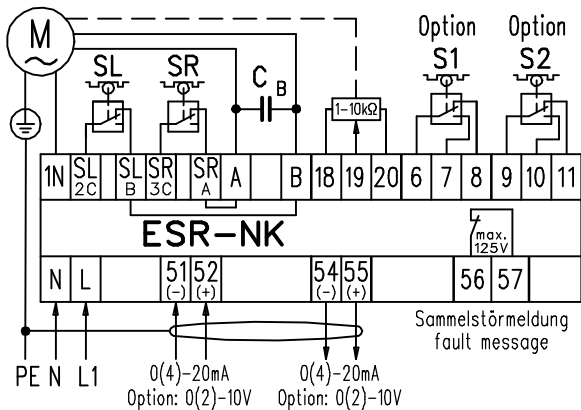 Option Option
M SL SR C B S1 S2
1-10kΩ
1N SL 2C SL B SR 3C SR A A B 18 19 20 6 7 8 9 10 11
ESR-NK
max. 125V
N L 51 (-) 52 (+) 54 (-) 55 (+) 56 57
Sammelstörmeldung
fault message
PE N L1
0(4)-20mA 0(4)-20mA
Option: 0(2)-10V Option: 0(2)-10V